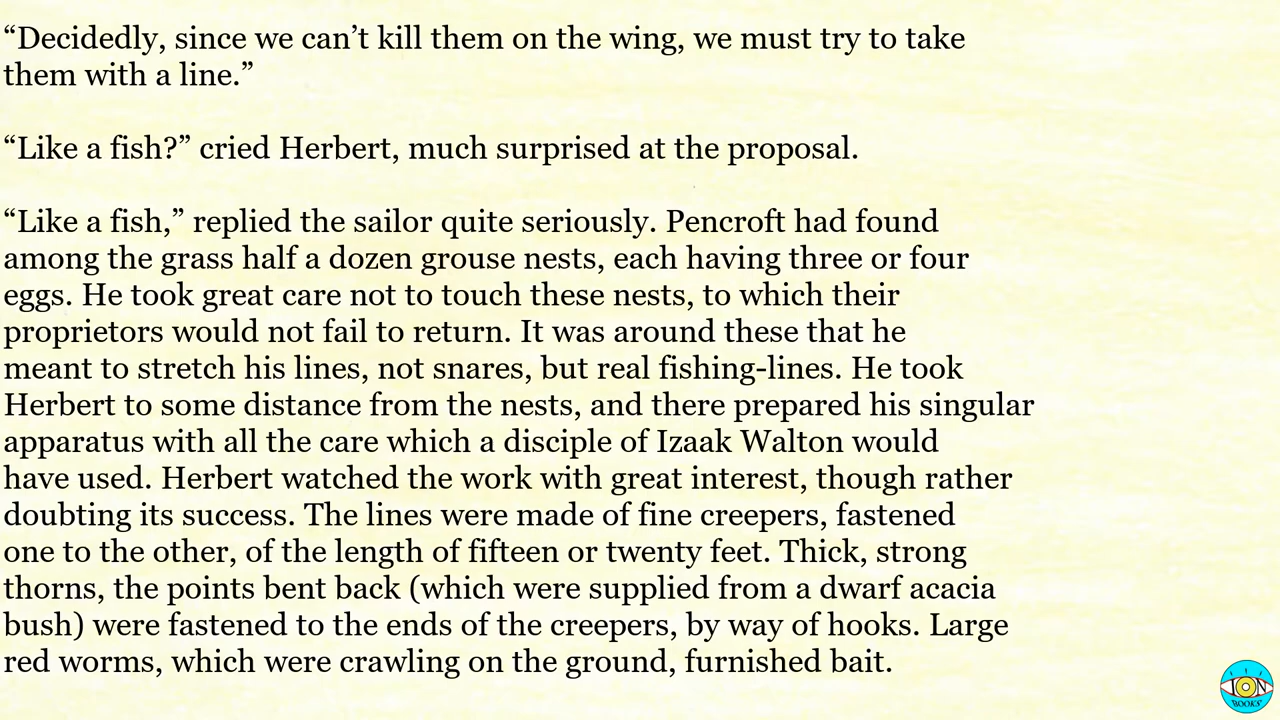 “Decidedly, since we can’t kill them on the wing, we must try to take
them with a line.”
“Like a fish?” cried Herbert, much surprised at the proposal.
“Like a fish,” replied the sailor quite seriously. Pencroft had found
among the grass half a dozen grouse nests, each having three or four
eggs. He took great care not to touch these nests, to which their
proprietors would not fail to return. It was around these that he
meant to stretch his lines, not snares, but real fishing-lines. He took
Herbert to some distance from the nests, and there prepared his singular
apparatus with all the care which a disciple of Izaak Walton would
have used. Herbert watched the work with great interest, though rather
doubting its success. The lines were made of fine creepers, fastened
one to the other, of the length of fifteen or twenty feet. Thick, strong
thorns, the points bent back (which were supplied from a dwarf acacia
bush) were fastened to the ends of the creepers, by way of hooks. Large
red worms, which were crawling on the ground, furnished bait.
ION
BOOKS